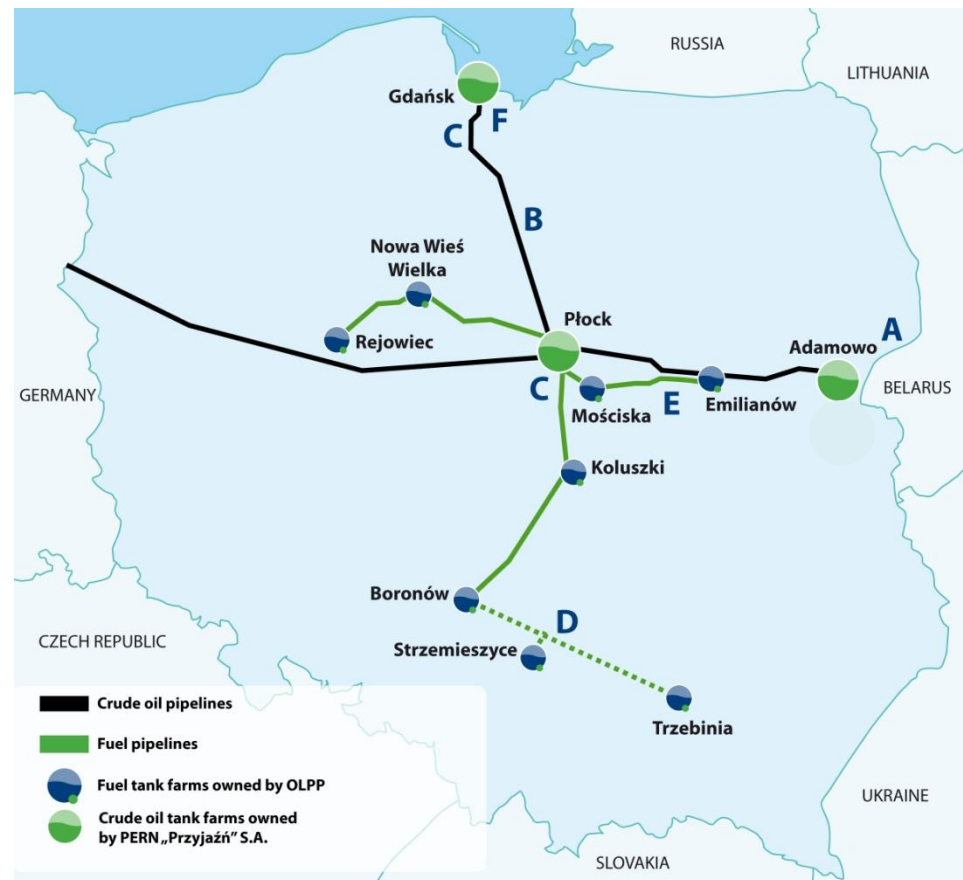 RUSSIA
LITHUANIA
Gdańsk
F
C
B
Nowa Wieś
Wielka
Płock
A
Rejowiec
Adamowo
GERMANY
C
Mościska
E
Emilianów
BELARUS
Koluszki
Boronów
D
CZECH REPUBLIC
Strzemieszyce
Trzebinia
Crude oil pipelines
Fuel pipelines
Fuel tank farms owned by OLPP
Crude oil tank farms owned
by PERN „Przyjaźń” S.A.
UKRAINE
SLOVAKIA